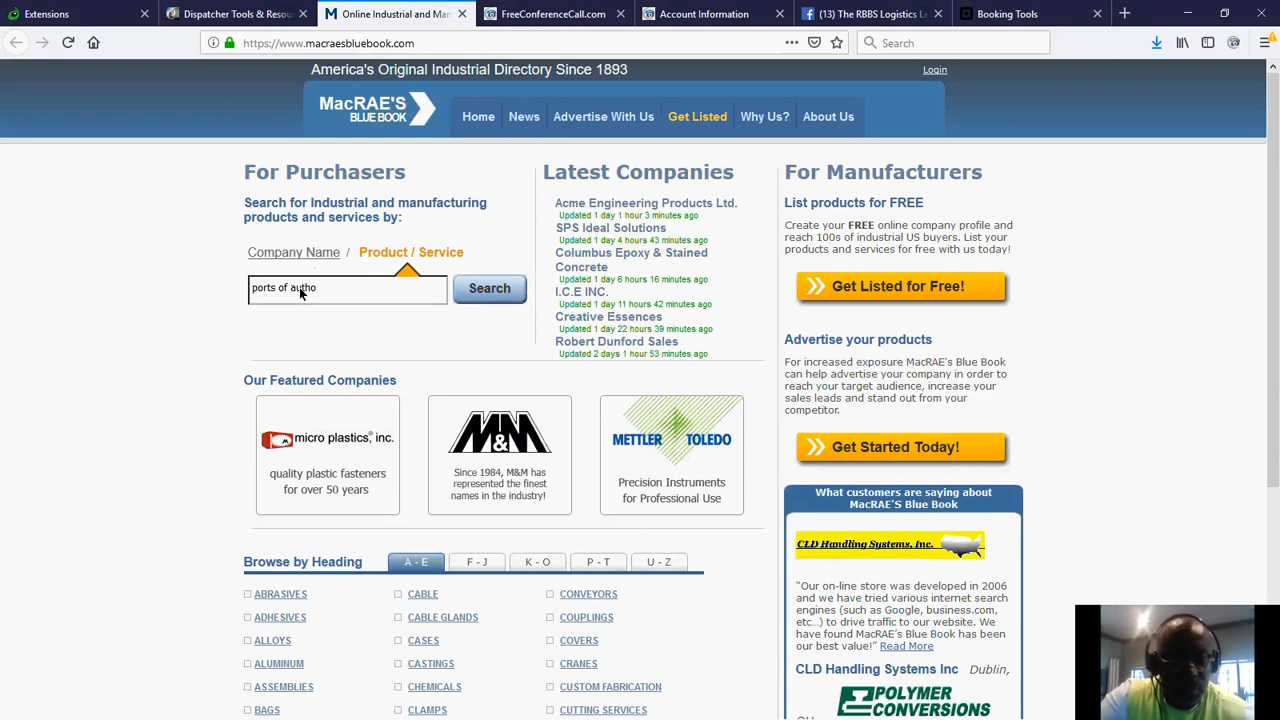 Extensions
Dispatcher Tools & Resou
Online Industrial and Man
FreeConferenceCall.com
Account Information
(13) The RBBS Logistics L
Booking Tools
https://www.macraesbluebook.com
Search
America's Original Industrial Directory Since 1893
Login
MacRAE'S
BLUE BOOK
Home
News
Advertise With Us
Get Listed
Why Us?
About Us
For Purchasers
Search for Industrial and manufacturing
products and services by:
Company Name / Product / Service
ports of autho
Search
Latest Companies
Acme Engineering Products Ltd.
Updated 1 day 1 hour 3 minutes ago
SPS Ideal Solutions
Updated 1 day 4 hours 43 minutes ago
Columbus Epoxy & Stained
Concrete
Updated 1 day 6 hours 16 minutes ago
I.C.E INC.
Updated 1 day 11 hours 42 minutes ago
Creative Essences
Updated 1 day 22 hours 39 minutes ago
Robert Dunford Sales
Updated 2 days 1 hour 53 minutes ago
For Manufacturers
List products for FREE
Create your FREE online company profile and
reach 100s of industrial US buyers. List your
products and services for free with us today!
Get Listed for Free!
Advertise your products
For increased exposure MacRAE's Blue Book
can help advertise your company in order to
reach your target audience, increase your
sales leads and stand out from your
competitor.
Get Started Today!
Our Featured Companies
micro plastics, inc.
quality plastic fasteners
for over 50 years
M&M
Since 1984, M&M has
represented the finest
names in the industry!
METTLER TOLEDO
Precision Instruments
for Professional Use
Browse by Heading
A - E
F - J
K - O
P - T
U - Z
ABRASIVES
CABLE
CONVEYORS
ADHESIVES
CABLE GLANDS
COUPLINGS
ALLOYS
CASES
COVERS
ALUMINUM
CASTINGS
CRANES
ASSEMBLIES
CHEMICALS
CUSTOM FABRICATION
BAGS
CLAMPS
CUTTING SERVICES
What customers are saying about
MacRAE'S Blue Book
CLD Handling Systems, Inc.
"Our on-line store was developed in 2006
and we have tried various internet search
engines (such as Google, business.com,
etc...) to drive traffic to our website. We
have found MacRAE's Blue Book has been
our best value!" Read More
CLD Handling Systems Inc Dublin,
POLYMER
CONVERSIONS